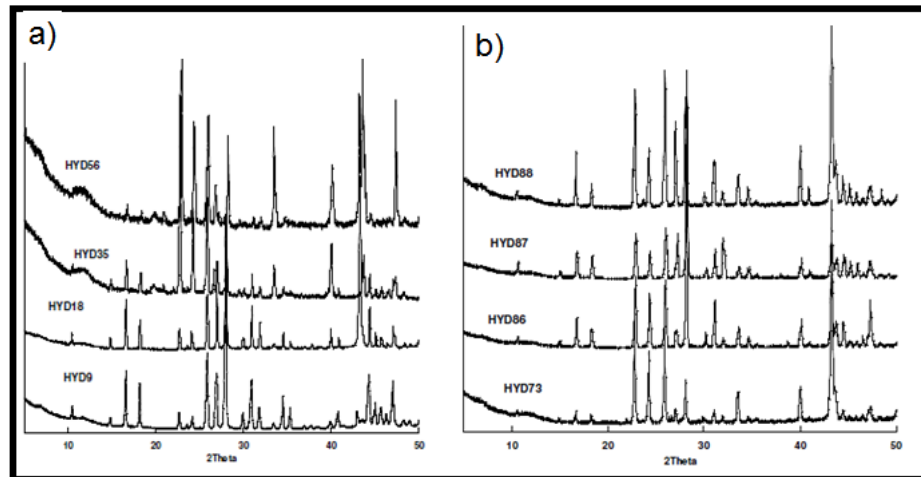 a)
HYD56
HYD35
HYD18
HYD9
10 20 30 40 50
2Theta
b)
HYD88
HYD87
HYD86
HYD73
10 20 30 40 50
2Theta